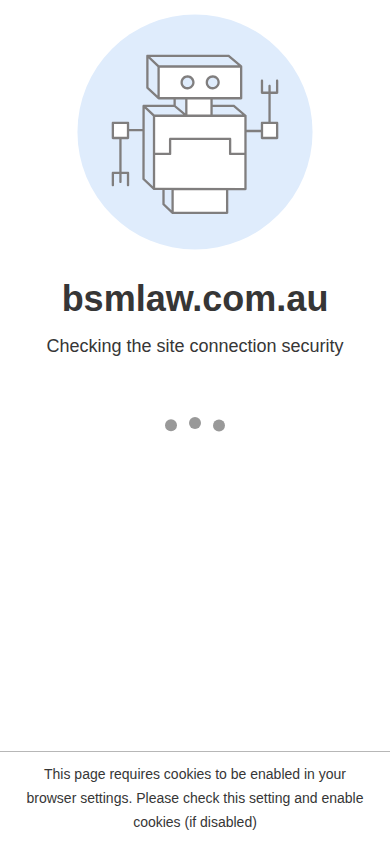 bsmlaw.com.au
Checking the site connection security
This page requires cookies to be enabled in your
browser settings. Please check this setting and enable
cookies (if disabled)